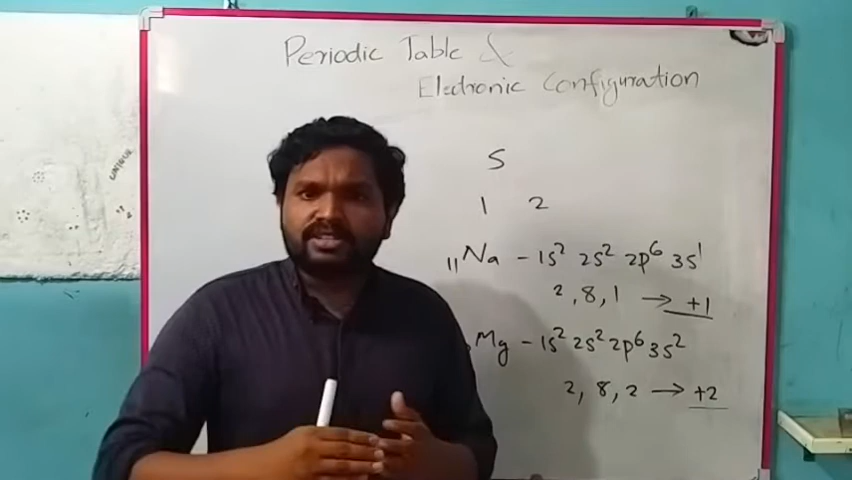 Periodic Table &
Electronic Configuration
S
1 2
₁₁Na – 1s² 2s² 2p⁶ 3s¹
2, 8, 1 → +1
Mg – 1s² 2s² 2p⁶ 3s²
2, 8, 2 → +2